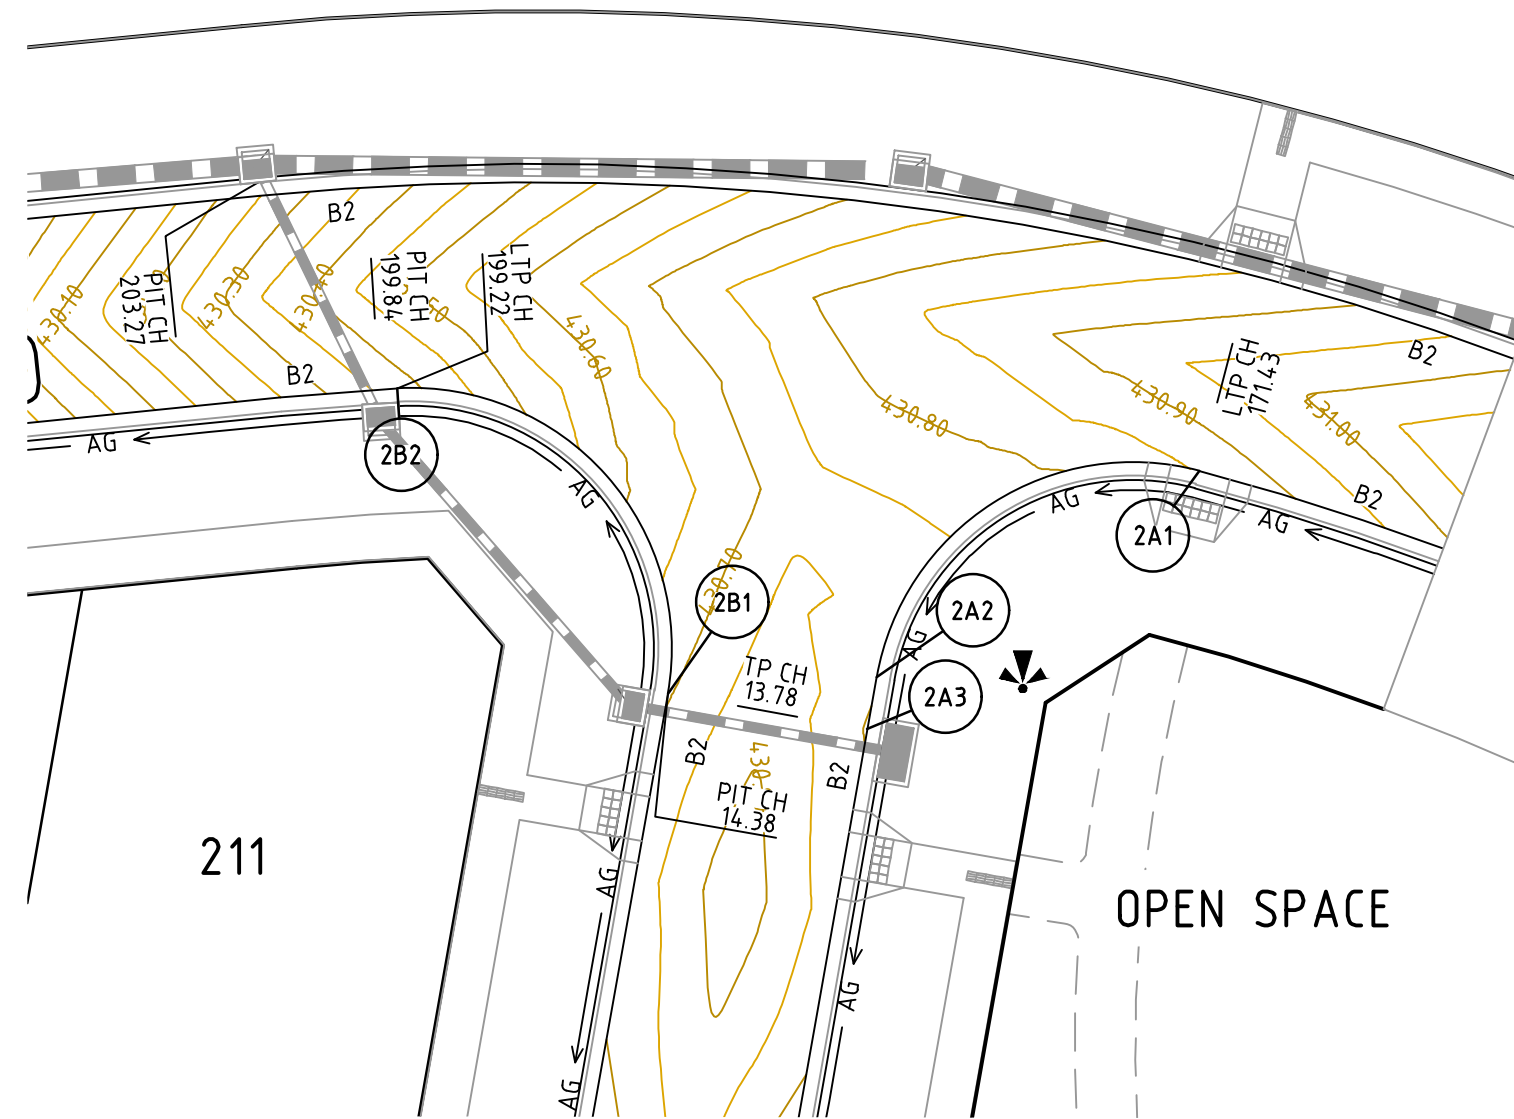 B2
PIT CH
203.27
430.10
430.30
430.40
PIT CH
199.84
LTP CH
199.22
430.60
B2
B2
LTP CH
171.43
430.80
430.90
431.00
B2
AG
2B2
AG
AG
2A1
AG
430.70
2B1
2A2
AG
TP CH
13.78
2A3
B2
B2
PIT CH
14.38
211
AG
OPEN SPACE
AG
AG